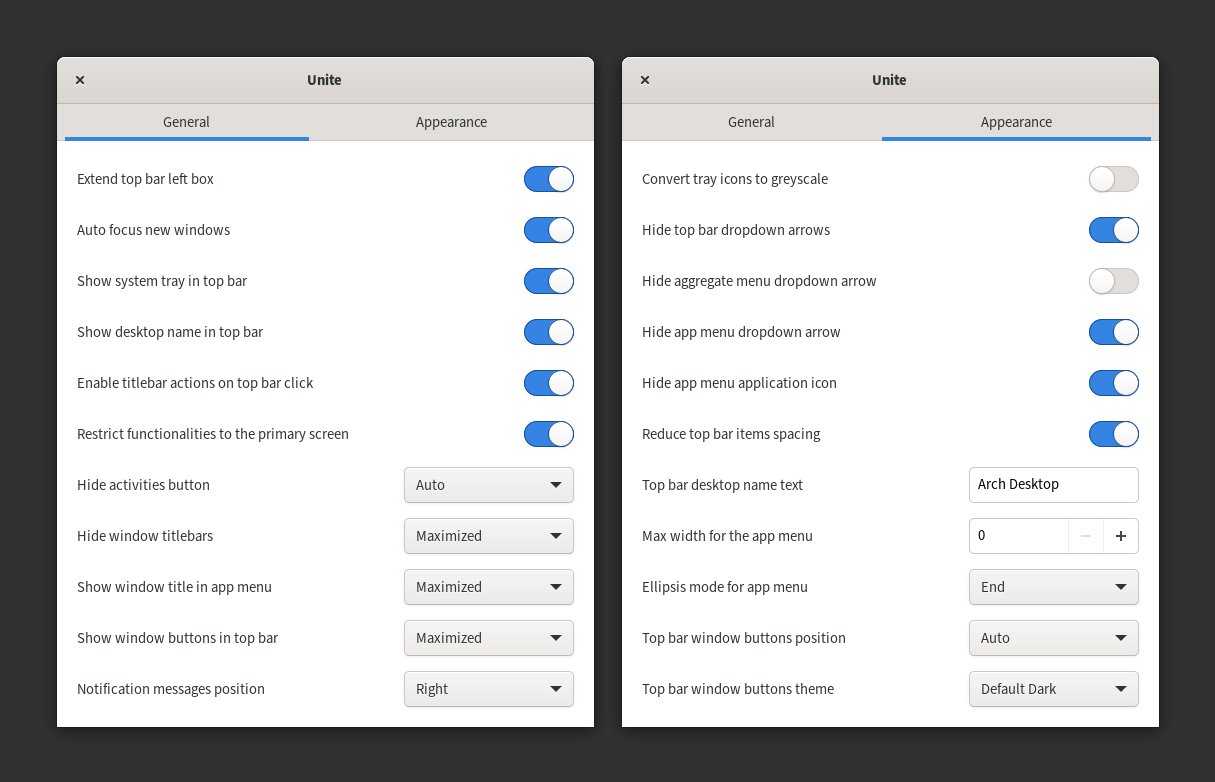 Unite
General Appearance
Extend top bar left box
Auto focus new windows
Show system tray in top bar
Show desktop name in top bar
Enable titlebar actions on top bar click
Restrict functionalities to the primary screen
Hide activities button Auto
Hide window titlebars Maximized
Show window title in app menu Maximized
Show window buttons in top bar Maximized
Notification messages position Right
Unite
General Appearance
Convert tray icons to greyscale
Hide top bar dropdown arrows
Hide aggregate menu dropdown arrow
Hide app menu dropdown arrow
Hide app menu application icon
Reduce top bar items spacing
Top bar desktop name text Arch Desktop
Max width for the app menu 0
Ellipsis mode for app menu End
Top bar window buttons position Auto
Top bar window buttons theme Default Dark